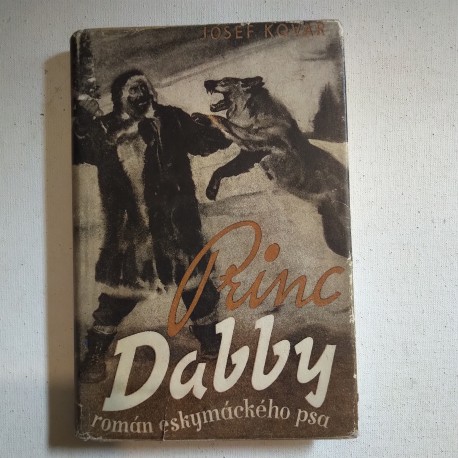 JOSEF KOVÁŘ
Princ
Dabby
román eskymáckého psa